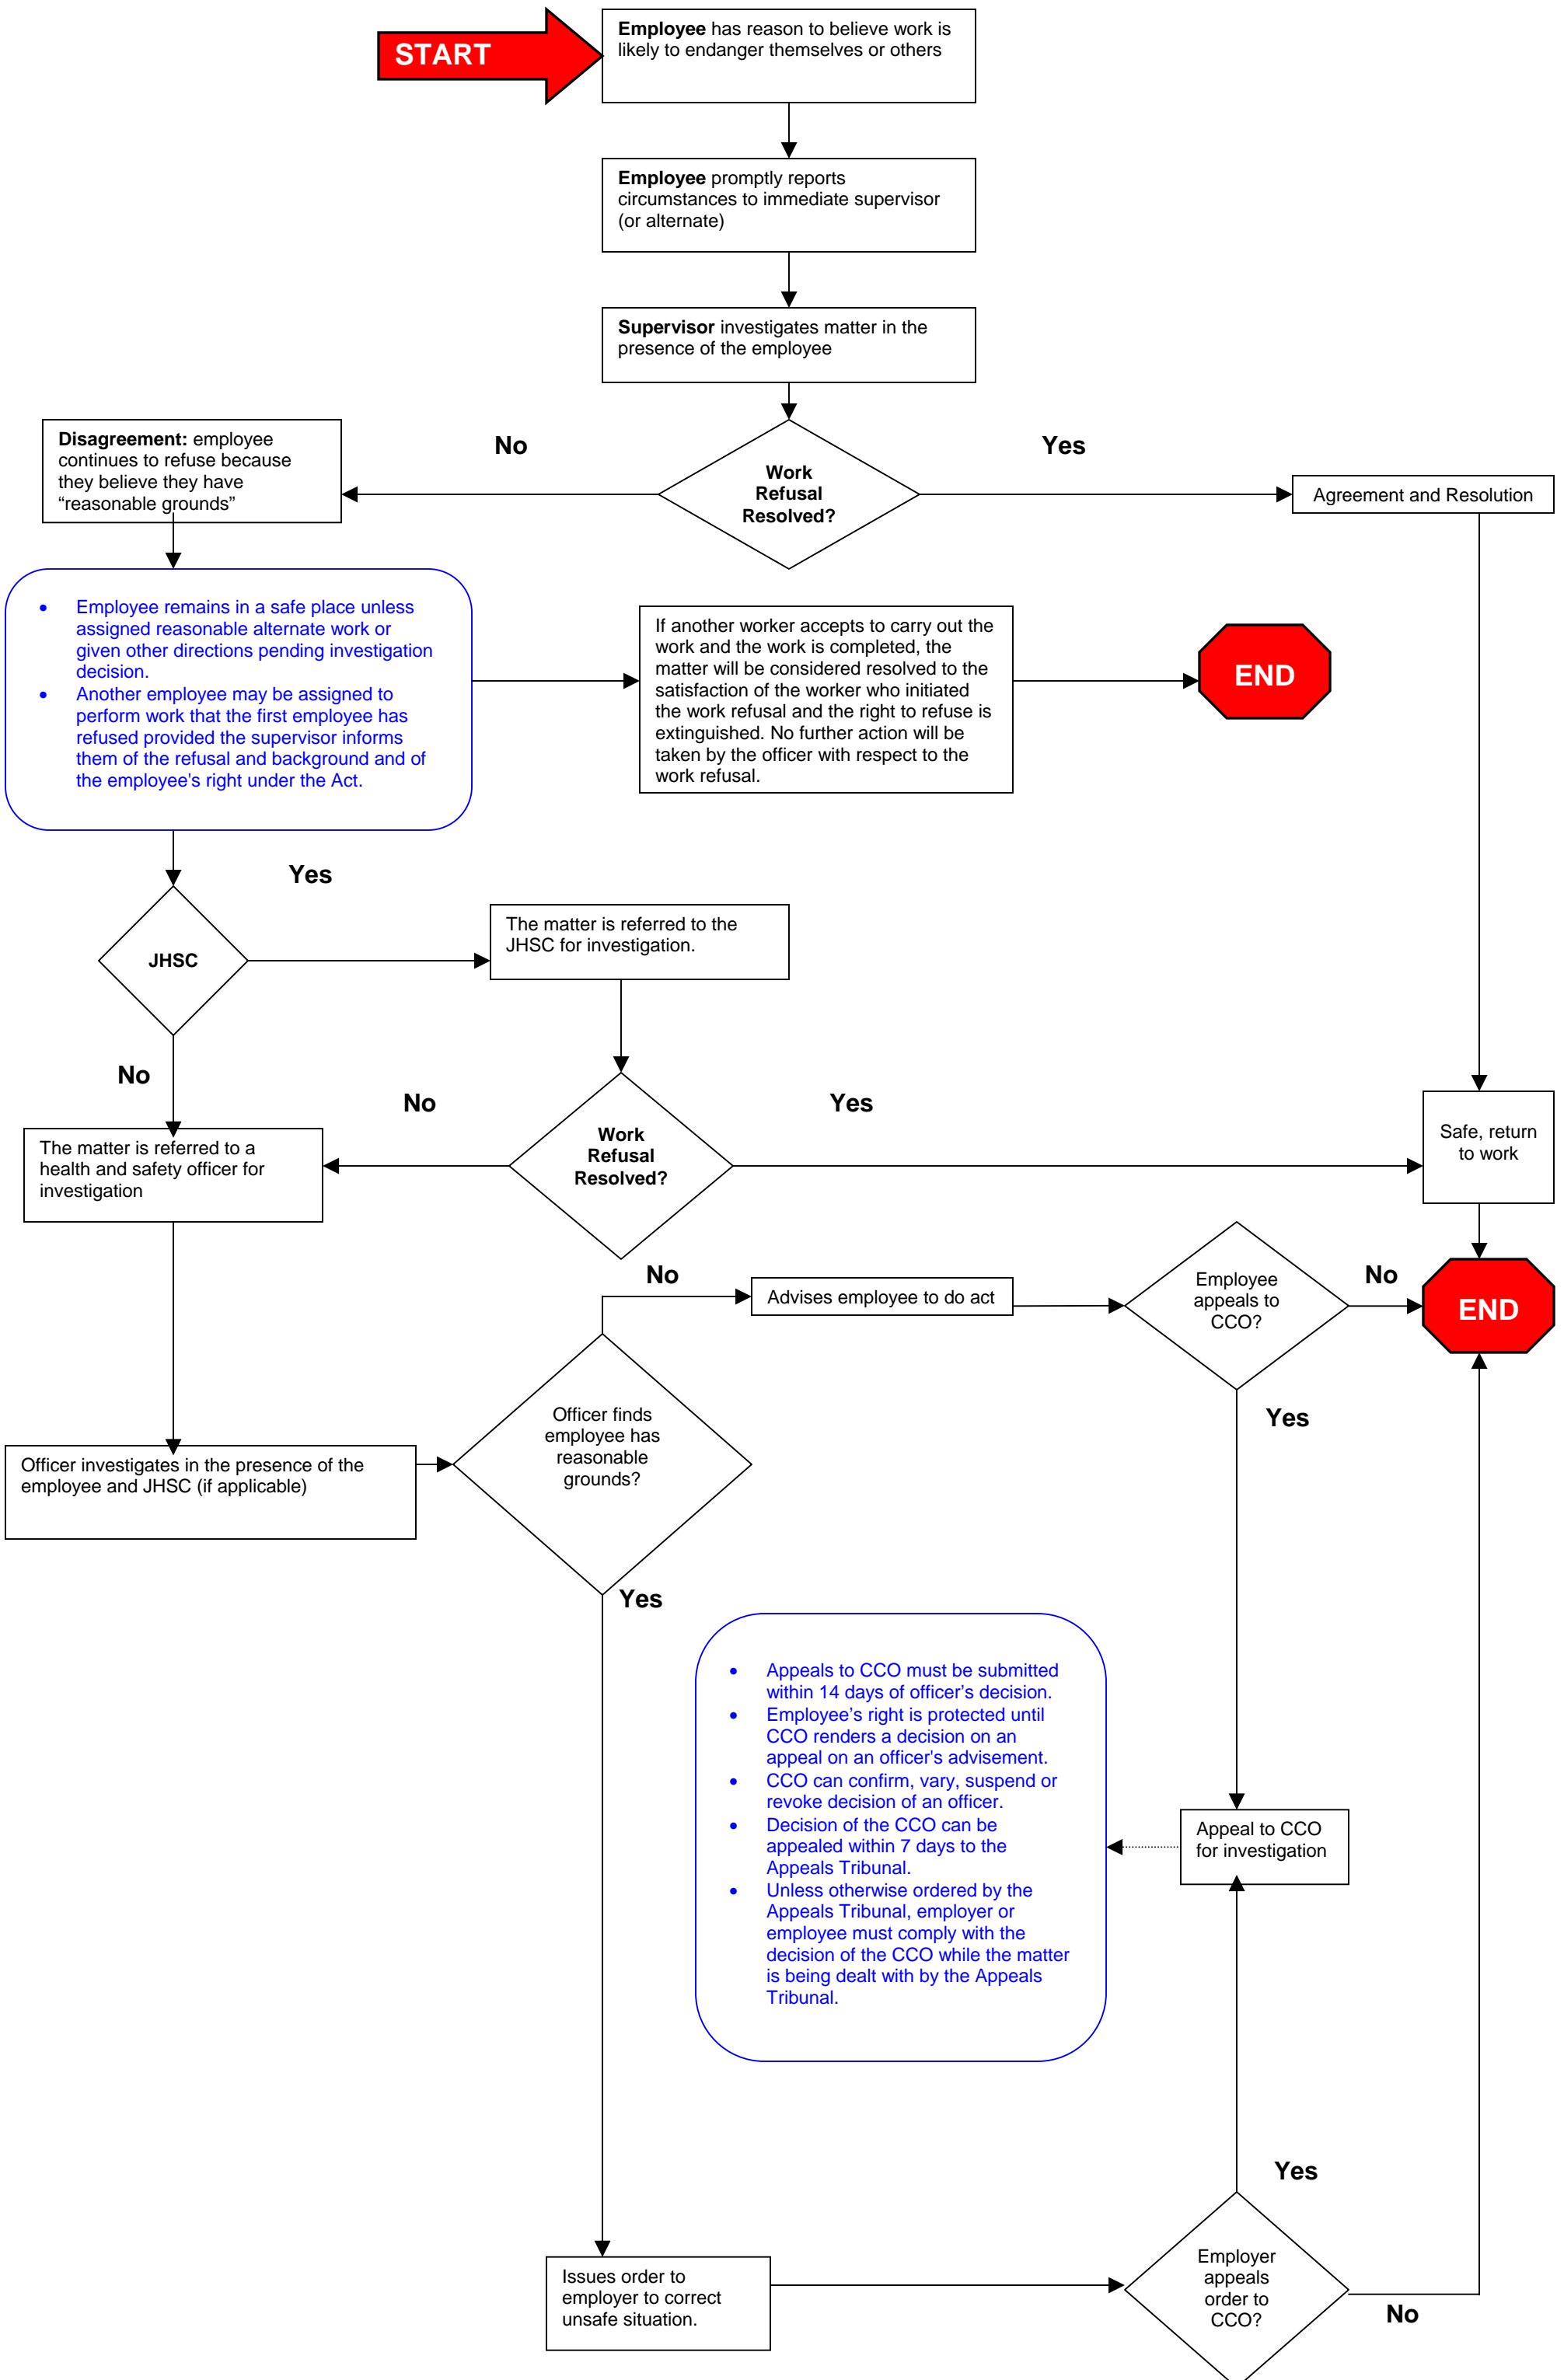 START
Employee has reason to believe work is
likely to endanger themselves or others
Employee promptly reports
circumstances to immediate supervisor
(or alternate)
Supervisor investigates matter in the
presence of the employee
Disagreement: employee
continues to refuse because
they believe they have
“reasonable grounds”
No
Work
Refusal
Resolved?
Yes
Agreement and Resolution
• Employee remains in a safe place unless
assigned reasonable alternate work or
given other directions pending investigation
decision.
• Another employee may be assigned to
perform work that the first employee has
refused provided the supervisor informs
them of the refusal and background and of
the employee's right under the Act.
If another worker accepts to carry out the
work and the work is completed, the
matter will be considered resolved to the
satisfaction of the worker who initiated
the work refusal and the right to refuse is
extinguished. No further action will be
taken by the officer with respect to the
work refusal.
END
Yes
JHSC
The matter is referred to the
JHSC for investigation.
No
No
Work
Refusal
Resolved?
Yes
Safe, return
to work
The matter is referred to a
health and safety officer for
investigation
No
Advises employee to do act
Employee
appeals to
CCO?
No
END
Yes
Officer investigates in the presence of the
employee and JHSC (if applicable)
Officer finds
employee has
reasonable
grounds?
Yes
• Appeals to CCO must be submitted
within 14 days of officer’s decision.
• Employee’s right is protected until
CCO renders a decision on an
appeal on an officer's advisement.
• CCO can confirm, vary, suspend or
revoke decision of an officer.
• Decision of the CCO can be
appealed within 7 days to the
Appeals Tribunal.
• Unless otherwise ordered by the
Appeals Tribunal, employer or
employee must comply with the
decision of the CCO while the matter
is being dealt with by the Appeals
Tribunal.
Appeal to CCO
for investigation
Yes
Issues order to
employer to correct
unsafe situation.
Employer
appeals
order to
CCO?
No